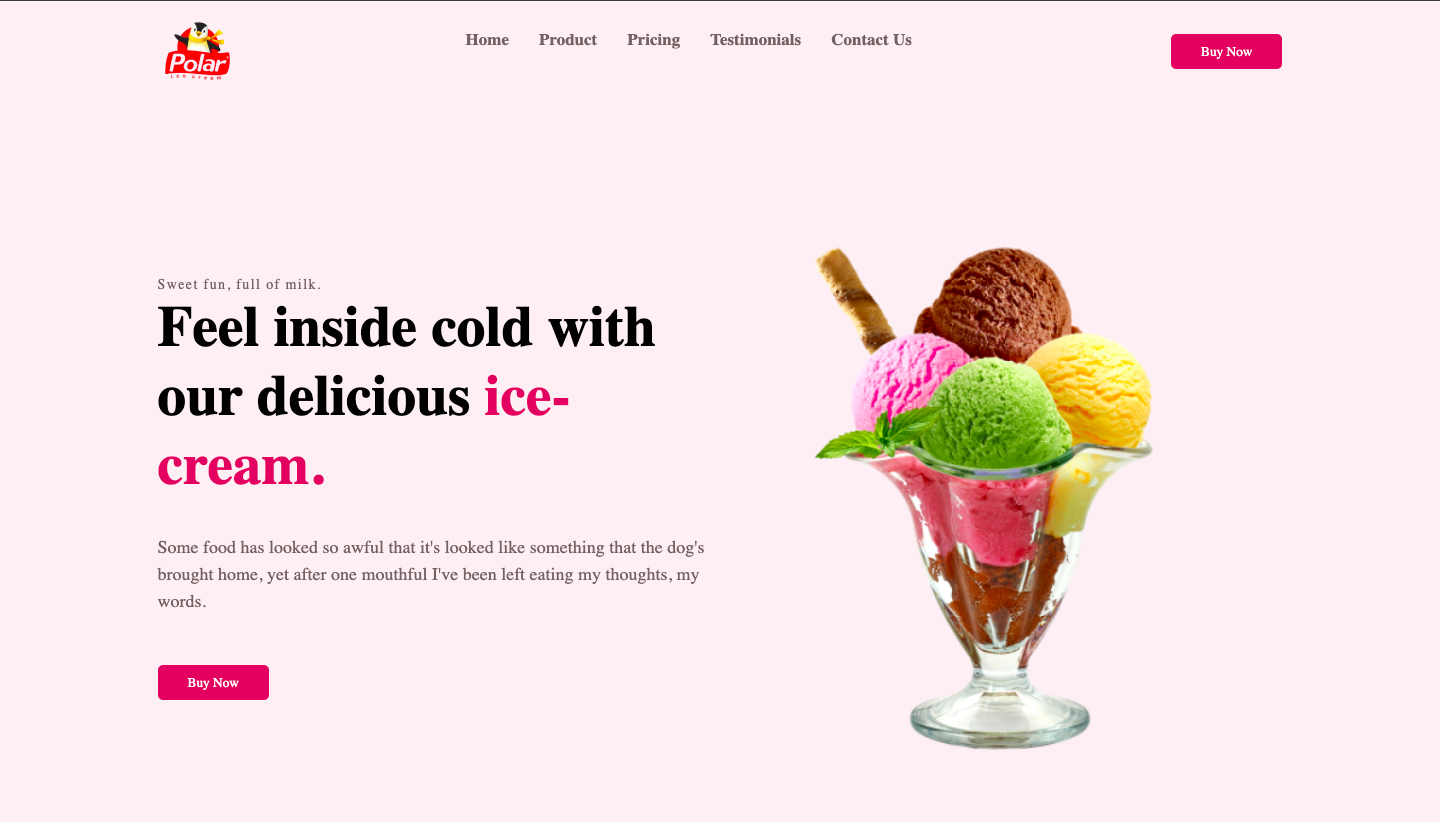 Polar
ice cream
Home Product Pricing Testimonials Contact Us
Buy Now
Sweet fun, full of milk.
Feel inside cold with
our delicious ice-
cream.
Some food has looked so awful that it's looked like something that the dog's
brought home, yet after one mouthful I've been left eating my thoughts, my
words.
Buy Now